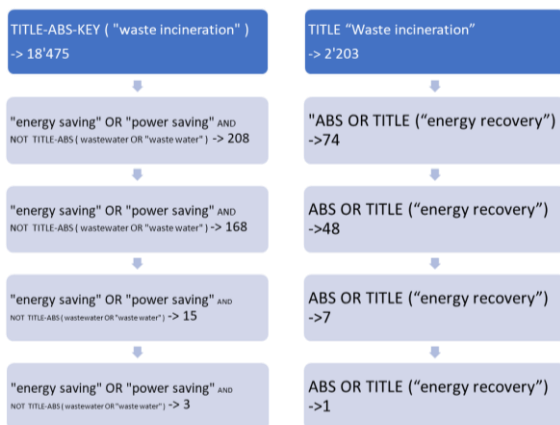 TITLE-ABS-KEY ( "waste incineration" )
-> 18'475
"energy saving" OR "power saving" AND
NOT TITLE-ABS ( wastewater OR "waste water" ) -> 208
"energy saving" OR "power saving" AND
NOT TITLE-ABS ( wastewater OR "waste water" ) -> 168
"energy saving" OR "power saving" AND
NOT TITLE-ABS ( wastewater OR "waste water" ) -> 15
"energy saving" OR "power saving" AND
NOT TITLE-ABS ( wastewater OR "waste water" ) -> 3
TITLE “Waste incineration”
-> 2'203
"ABS OR TITLE (“energy recovery”)
->74
ABS OR TITLE (“energy recovery”)
->48
ABS OR TITLE (“energy recovery”)
->7
ABS OR TITLE (“energy recovery”)
->1